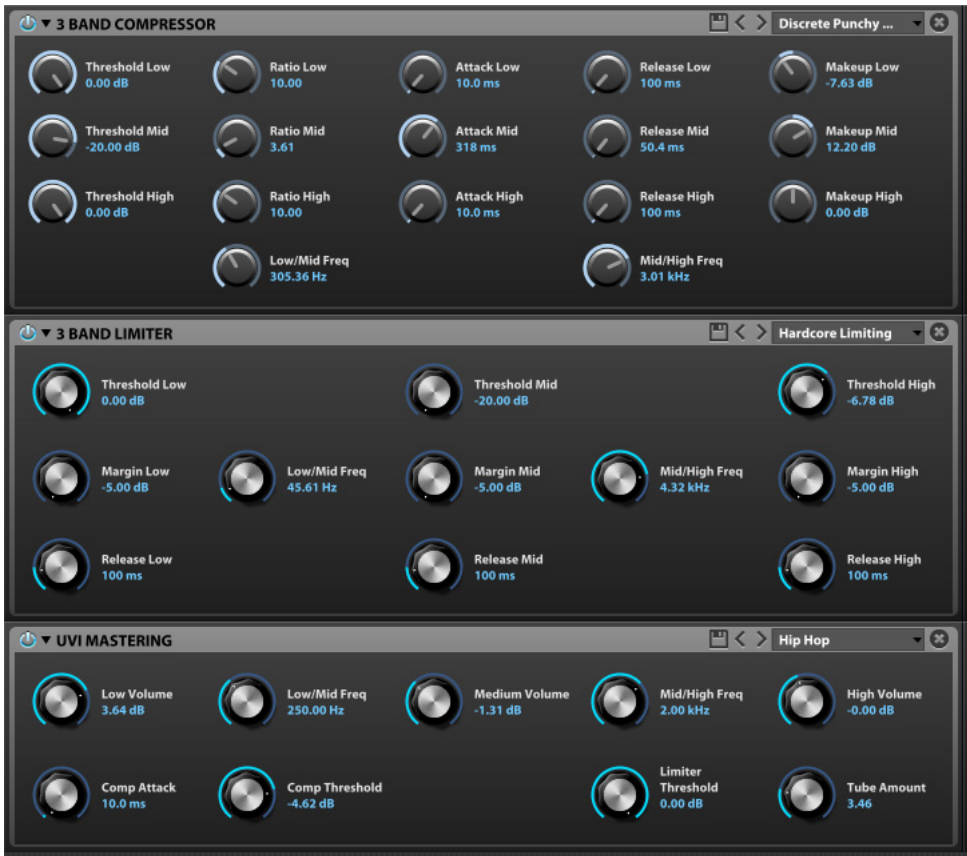 3 BAND COMPRESSOR
Discrete Punchy ...
Threshold Low
0.00 dB
Ratio Low
10.00
Attack Low
10.0 ms
Release Low
100 ms
Makeup Low
-7.63 dB
Threshold Mid
-20.00 dB
Ratio Mid
3.61
Attack Mid
318 ms
Release Mid
50.4 ms
Makeup Mid
12.20 dB
Threshold High
0.00 dB
Ratio High
10.00
Attack High
10.0 ms
Release High
100 ms
Makeup High
0.00 dB
Low/Mid Freq
305.36 Hz
Mid/High Freq
3.01 kHz
3 BAND LIMITER
Hardcore Limiting
Threshold Low
0.00 dB
Threshold Mid
-20.00 dB
Threshold High
-6.78 dB
Margin Low
-5.00 dB
Low/Mid Freq
45.61 Hz
Margin Mid
-5.00 dB
Mid/High Freq
4.32 kHz
Margin High
-5.00 dB
Release Low
100 ms
Release Mid
100 ms
Release High
100 ms
UVI MASTERING
Hip Hop
Low Volume
3.64 dB
Low/Mid Freq
250.00 Hz
Medium Volume
-1.31 dB
Mid/High Freq
2.00 kHz
High Volume
-0.00 dB
Comp Attack
10.0 ms
Comp Threshold
-4.62 dB
Limiter
Threshold
0.00 dB
Tube Amount
3.46